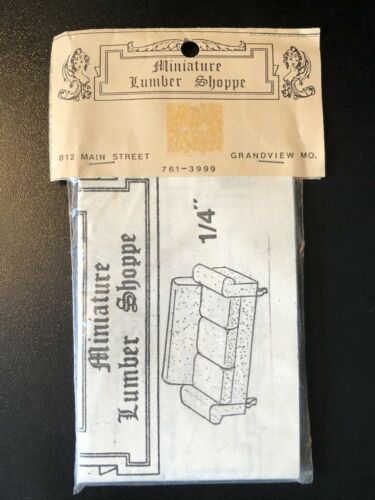 Miniature
Lumber Shoppe
812 MAIN STREET
GRANDVIEW MO.
761-3999
Miniature
Lumber Shoppe
1/4"